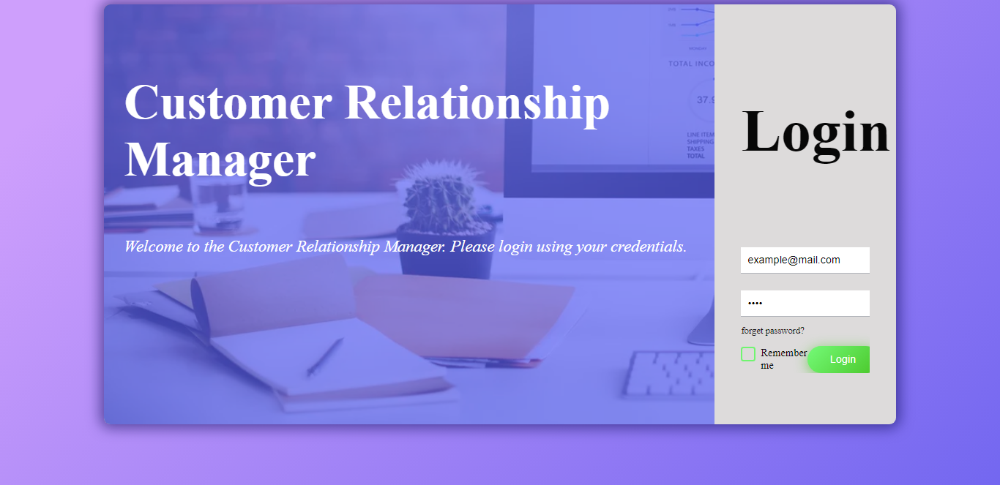 Customer Relationship
Manager
Welcome to the Customer Relationship Manager. Please login using your credentials.
MONDAY
TOTAL INCO
37.9
LINE ITEM
SHIPPING
TAXES
TOTAL
Login
example@mail.com
••••
forget password?
Remember
me
Login